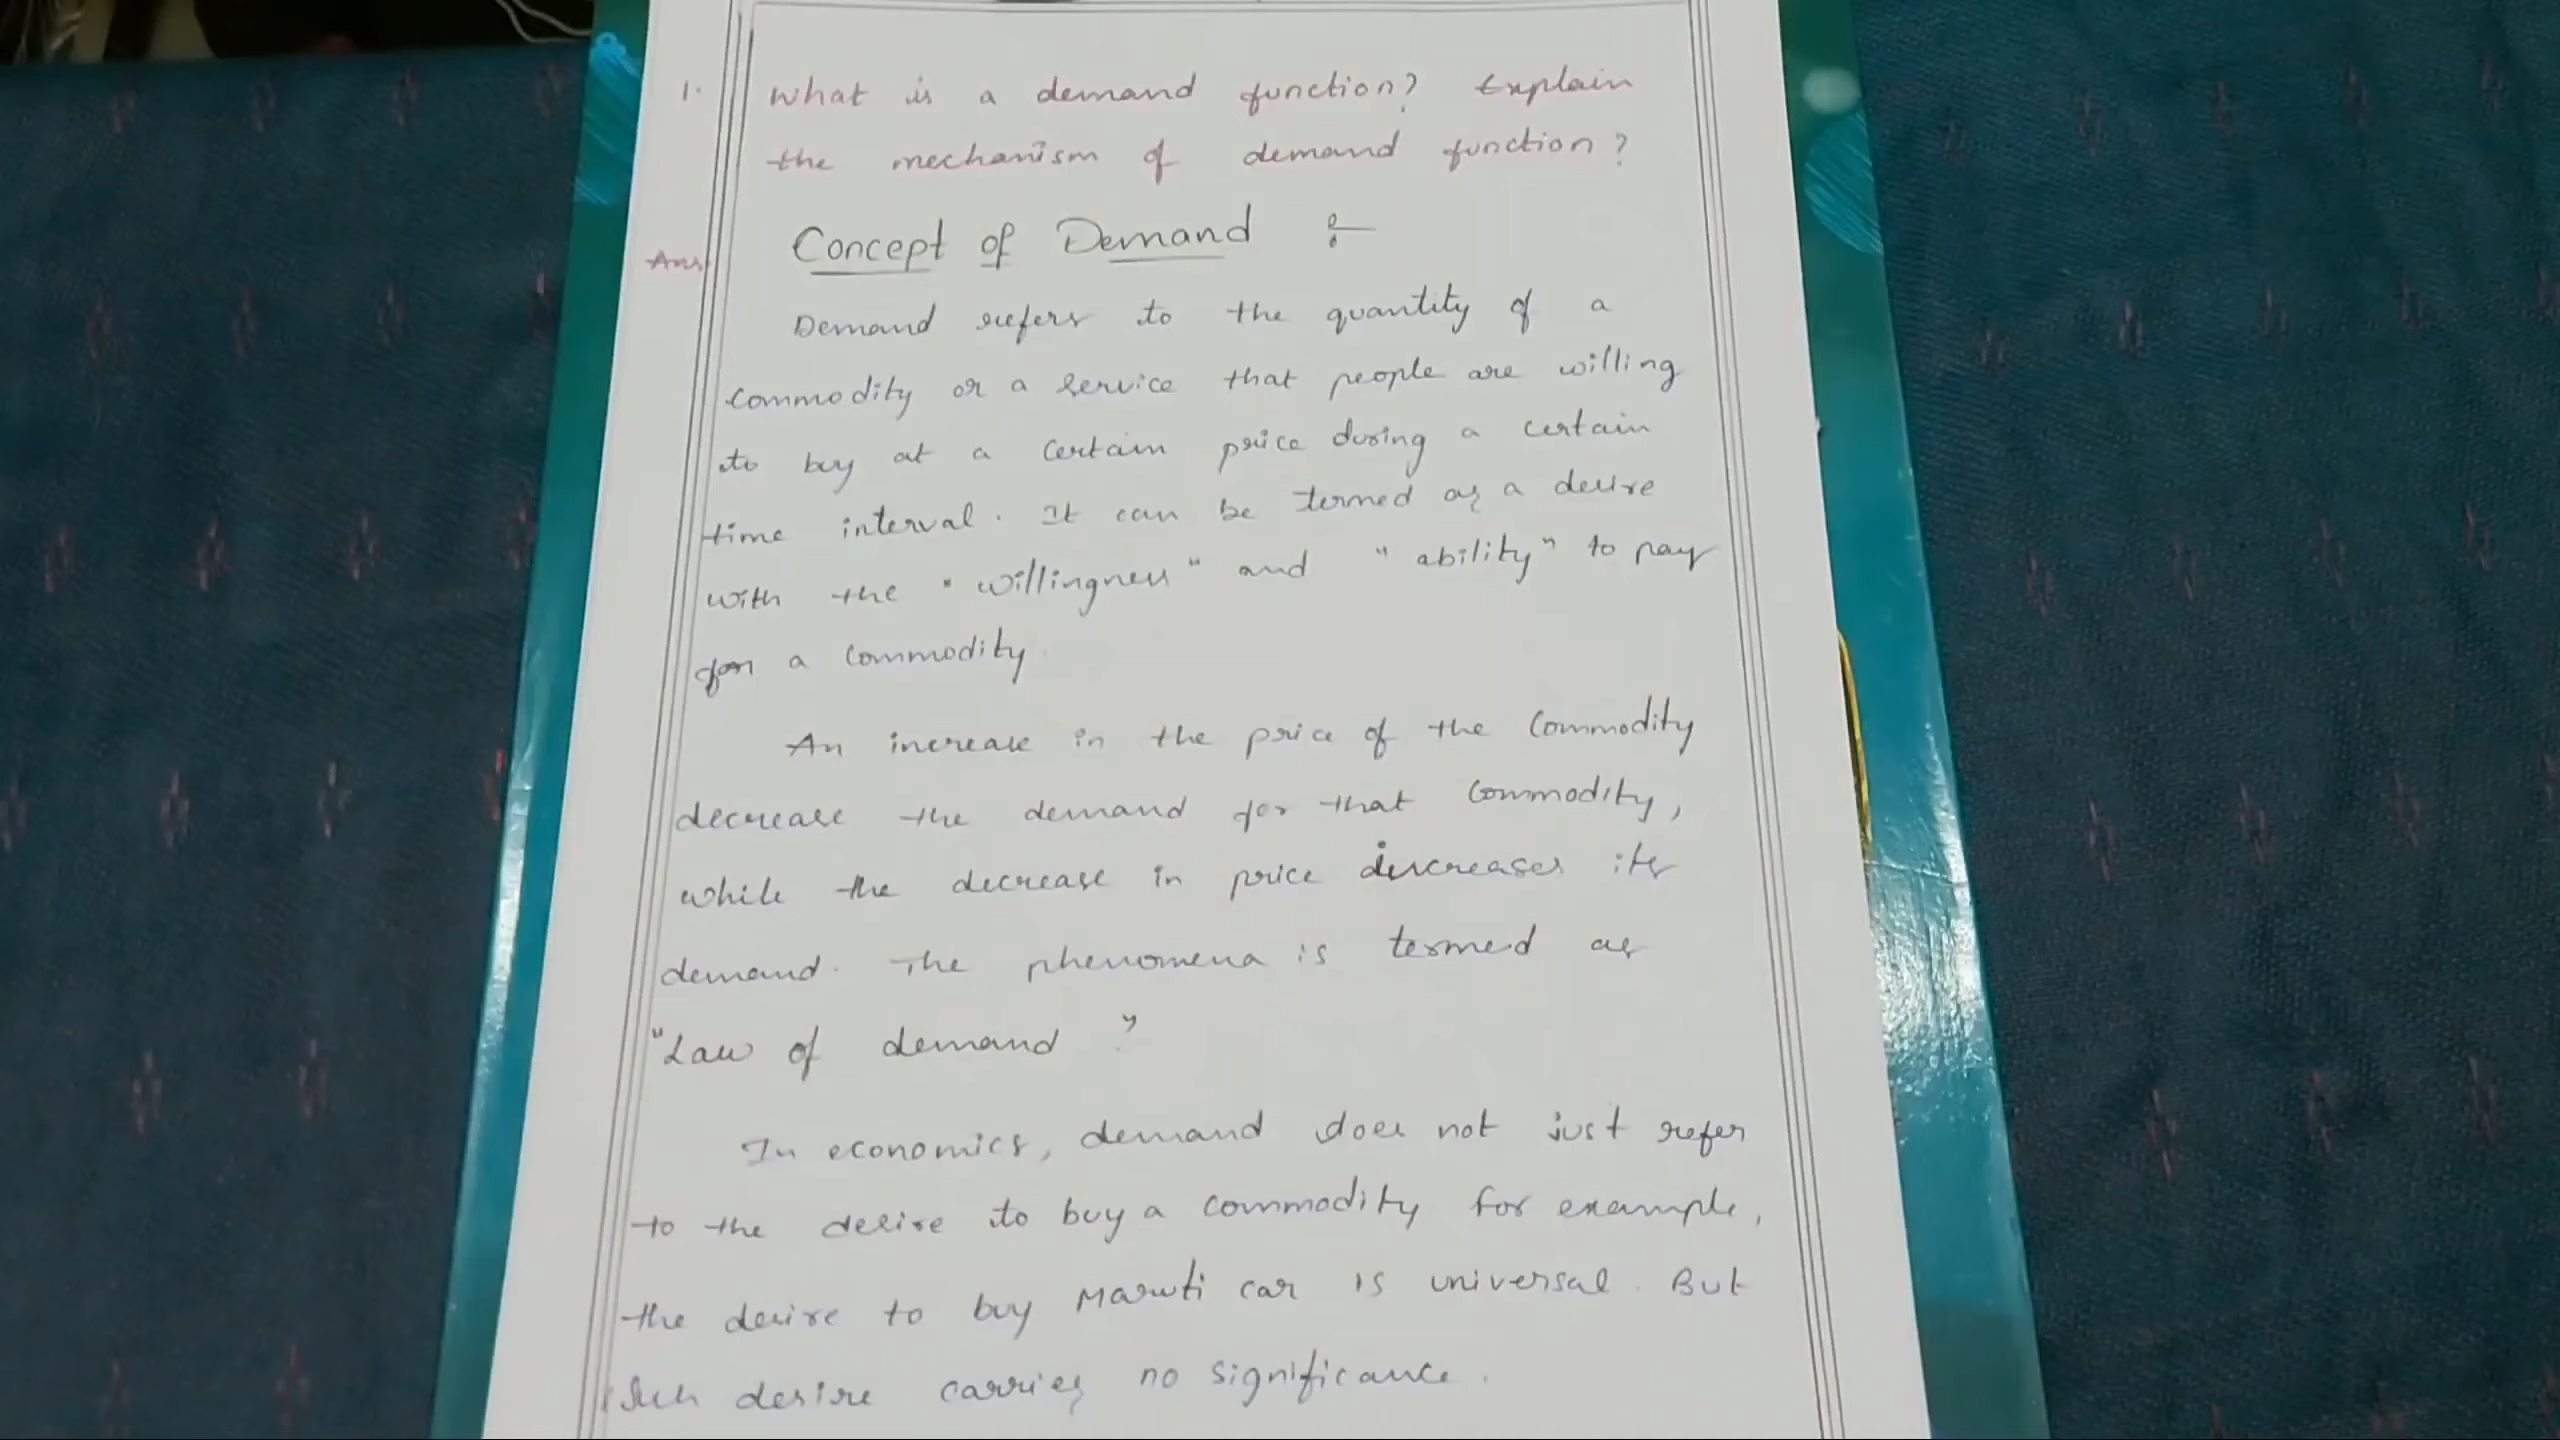 1. What is a demand function? Explain
the mechanism of demand function?
Ans Concept of Demand :-
Demand refers to the quantity of a
commodity or a service that people are willing
to buy at a certain price during a certain
time interval. It can be termed as a desire
with the "willingness" and "ability" to pay
for a commodity
An increase in the price of the commodity
decrease the demand for that commodity,
while the decrease in price increases its
demand. The phenomena is termed as
"Law of demand"
In economics, demand does not just refer
to the desire to buy a commodity for example,
the desire to buy Maruti car is universal. But
such desire carries no significance.